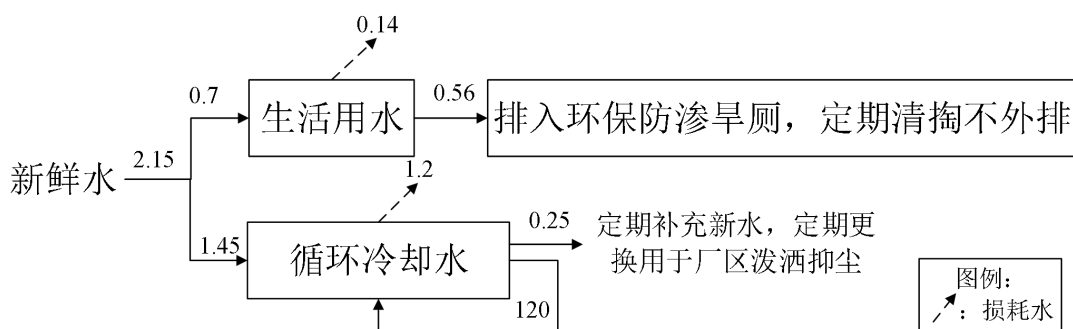 0.14
0.7
生活用水
0.56
排入环保防渗旱厕，定期清掏不外排
新鲜水
2.15
1.2
1.45
循环冷却水
0.25
定期补充新水，定期更
换用于厂区泼洒抑尘
120
图例：
：损耗水